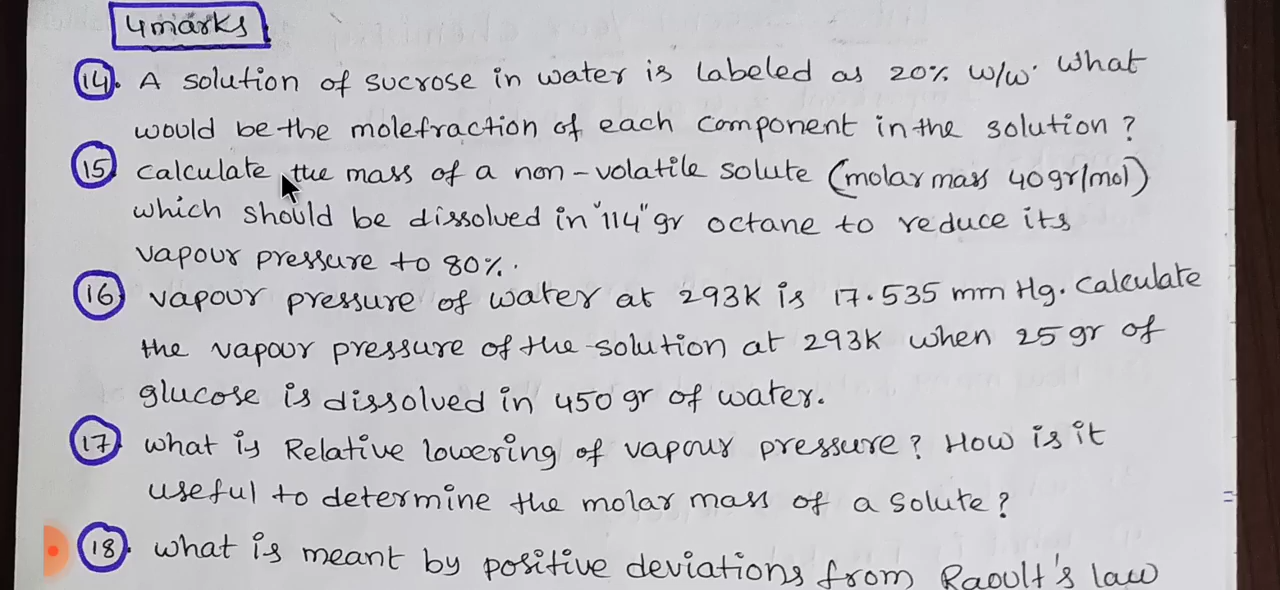 4marks
14. A solution of sucrose in water is labeled as 20% w/w. what
would be the molefraction of each component in the solution?
15 calculate the mass of a non-volatile solute (molar mass 40gr/mol)
which should be dissolved in "114" gr octane to reduce its
vapour pressure to 80%.
16 vapour pressure of water at 293K is 17.535 mm Hg. calculate
the vapour pressure of the solution at 293K when 25 gr of
glucose is dissolved in 450 gr of water.
17 what is Relative lowering of vapour pressure? How is it
useful to determine the molar mass of a solute?
18. what is meant by positive deviations from Raoult's law